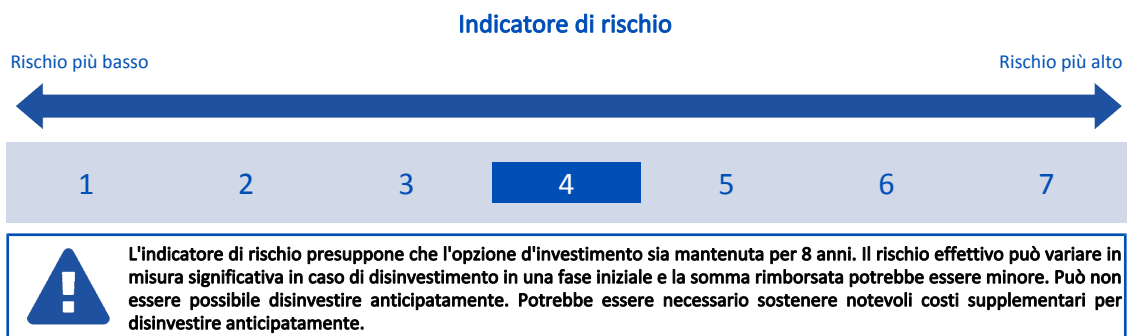 Indicatore di rischio
Rischio più basso
Rischio più alto
1 2 3 4 5 6 7
L'indicatore di rischio presuppone che l'opzione d'investimento sia mantenuta per 8 anni. Il rischio effettivo può variare in
misura significativa in caso di disinvestimento in una fase iniziale e la somma rimborsata potrebbe essere minore. Può non
essere possibile disinvestire anticipatamente. Potrebbe essere necessario sostenere notevoli costi supplementari per
disinvestire anticipatamente.